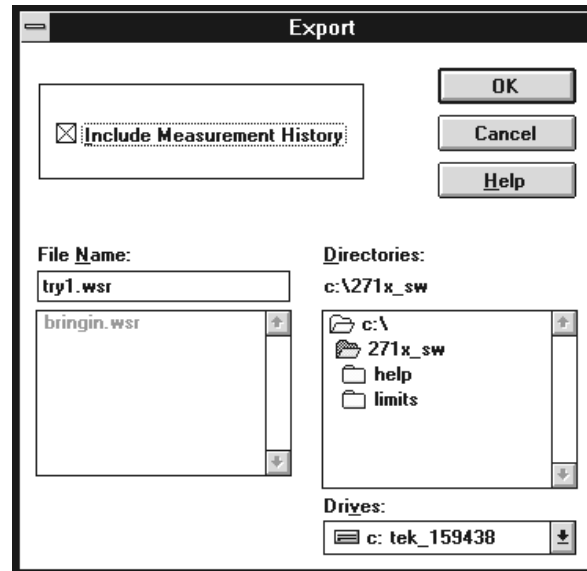 Export
Include Measurement History
OK
Cancel
Help
File Name:
try1.wsr
bringin.wsr
Directories:
c:\271x_sw
c:\
271x_sw
help
limits
Drives:
c: tek_159438